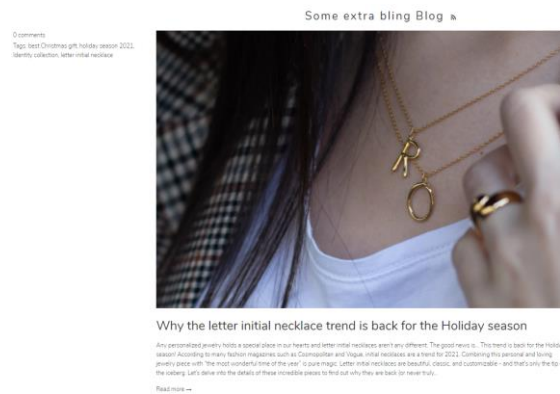 Some extra bling Blog
0 comments
Tags: best Christmas gift, holiday season 2021,
Identity collection, letter-initial necklace
R
O
Why the letter initial necklace trend is back for the Holiday season
Any personalized jewelry holds a special place in our hearts and letter initial necklaces aren't any different. The good news is... This trend is back for the Holiday
season! According to many fashion magazines such as Cosmopolitan and Vogue, initial necklaces are a trend for 2021. Combining this personal and loving
jewelry piece with "the most wonderful time of the year" is pure magic. Letter initial necklaces are beautiful, classic, and customizable - and that's only the tip
the iceberg. Let's delve into the details of these incredible pieces to find out why they are back (or never truly..
Read more →